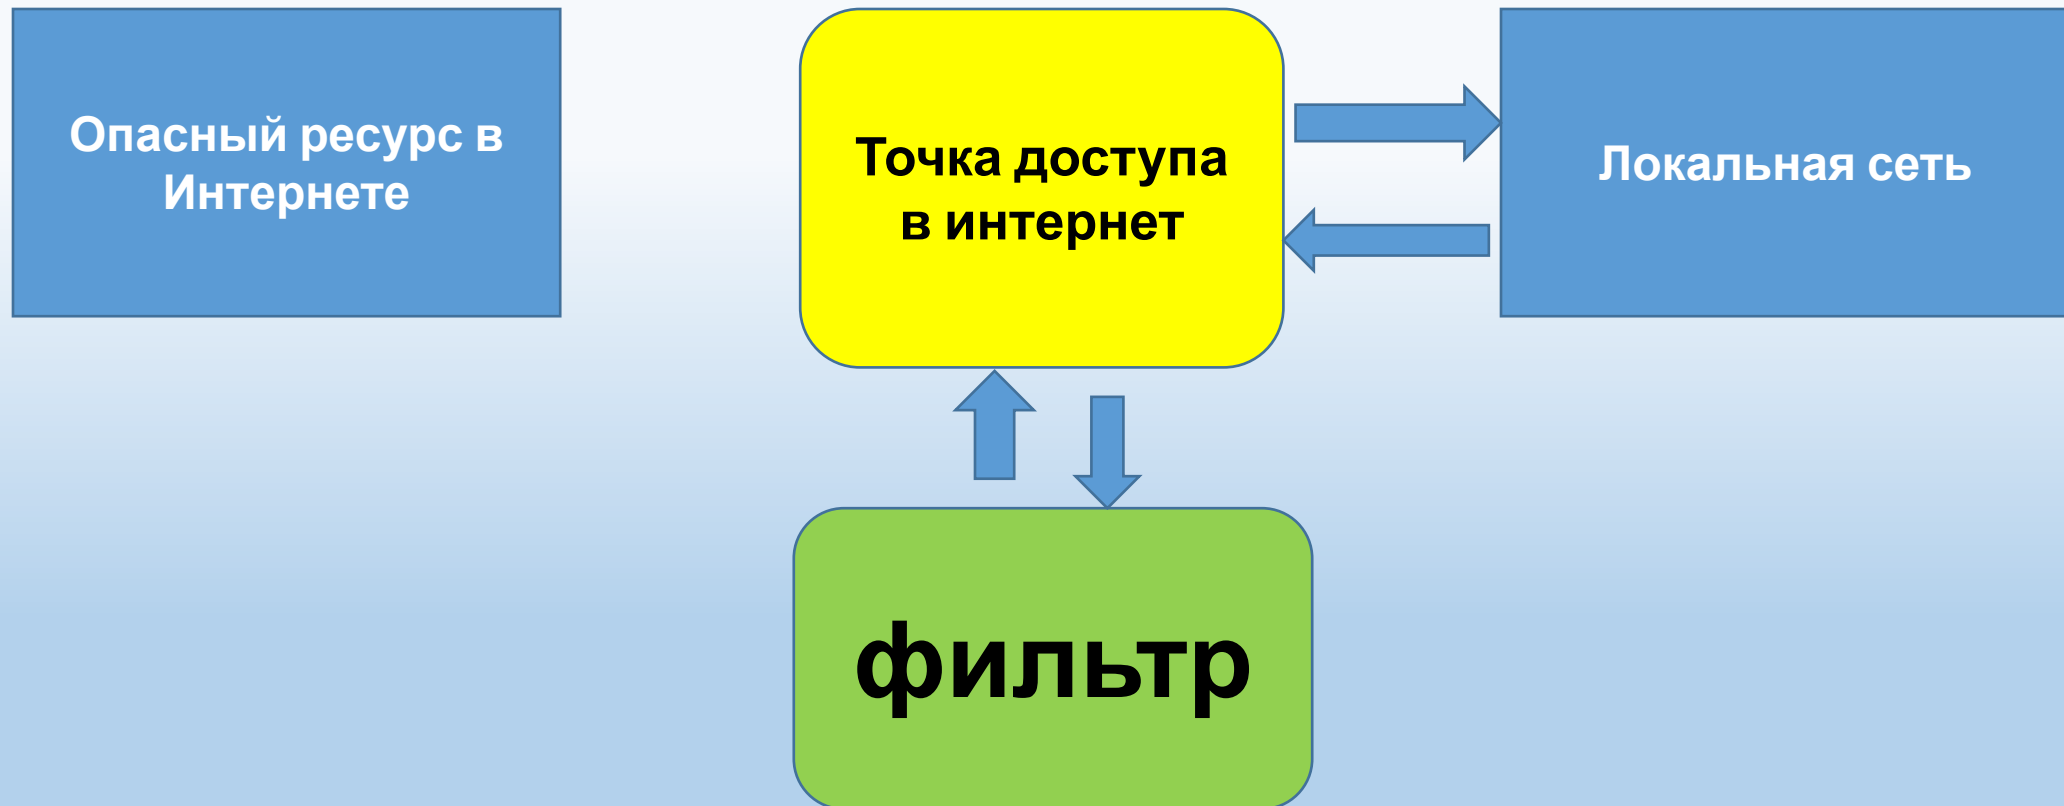 Опасный ресурс в
Интернете
Точка доступа
в интернет
Локальная сеть
фильтр